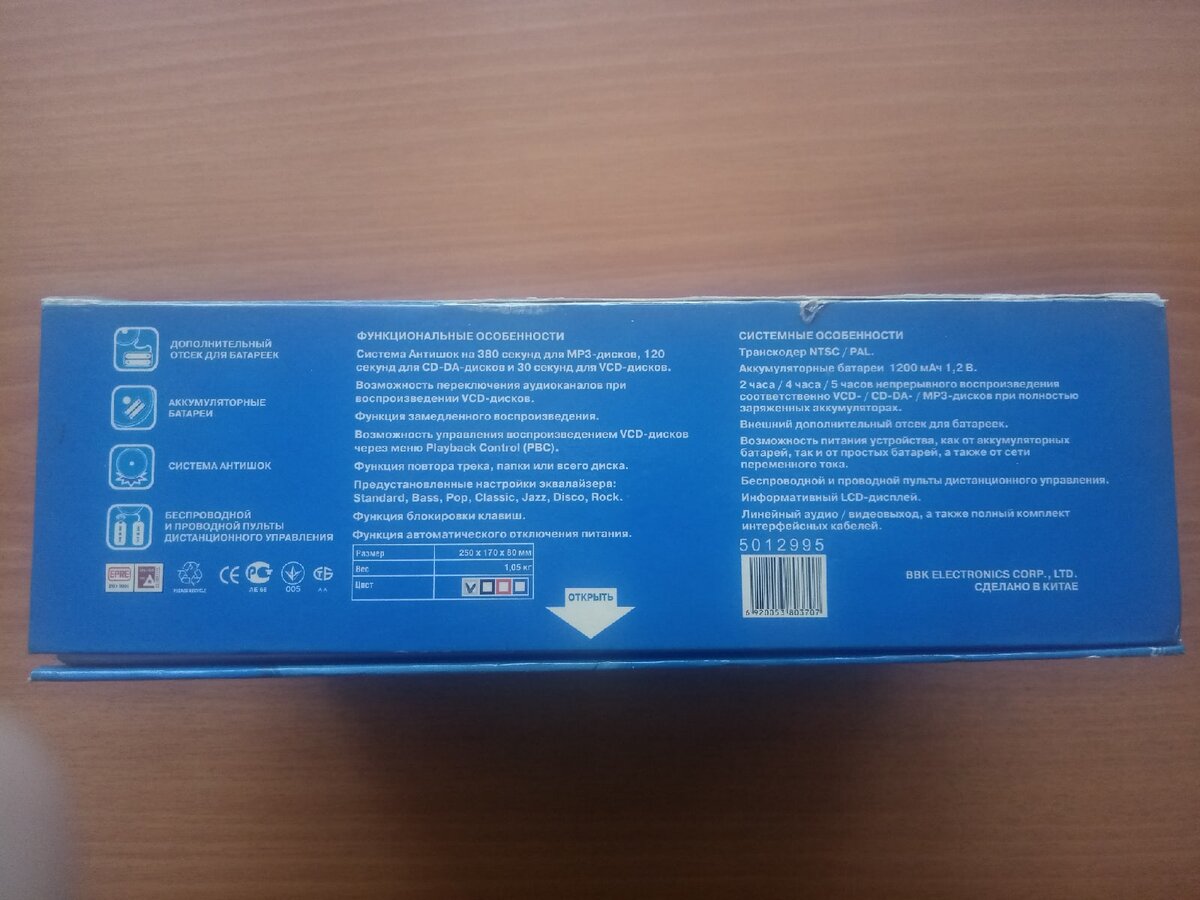 ДОПОЛНИТЕЛЬНЫЙ
ОТСЕК ДЛЯ БАТАРЕЕК
АККУМУЛЯТОРНЫЕ
БАТАРЕИ
СИСТЕМА АНТИШОК
БЕСПРОВОДНОЙ
И ПРОВОДНОЙ ПУЛЬТЫ
ДИСТАНЦИОННОГО УПРАВЛЕНИЯ
ФУНКЦИОНАЛЬНЫЕ ОСОБЕННОСТИ
Система Антишок на 380 секунд для MP3-дисков, 120
секунд для CD-DA-дисков и 30 секунд для VCD-дисков.
Возможность переключения аудиоканалов при
воспроизведении VCD-дисков.
Функция замедленного воспроизведения.
Возможность управления воспроизведением VCD-дисков
через меню Playback Control (PBC).
Функция повтора трека, папки или всего диска.
Предустановленные настройки эквалайзера:
Standard, Bass, Pop, Classic, Jazz, Disco, Rock.
Функция блокировки клавиш.
Функция автоматического отключения питания.
Размер 250 x 170 x 80 мм
Вес 1,05 кг
Цвет
ОТКРЫТЬ
СИСТЕМНЫЕ ОСОБЕННОСТИ
Транскодер NTSC / PAL.
Аккумуляторные батареи 1200 мАч 1,2 В.
2 часа / 4 часа / 5 часов непрерывного воспроизведения
соответственно VCD- / CD-DA- / MP3-дисков при полностью
заряженных аккумуляторах.
Внешний дополнительный отсек для батареек.
Возможность питания устройства, как от аккумуляторных
батарей, так и от простых батарей, а также от сети
переменного тока.
Беспроводной и проводной пульты дистанционного управления.
Информативный LCD-дисплей.
Линейный аудио / видеовыход, а также полный комплект
интерфейсных кабелей.
5012995
6 920053 803707
BBK ELECTRONICS CORP., LTD.
СДЕЛАНО В КИТАЕ
PLEASE RECYCLE
CE
005